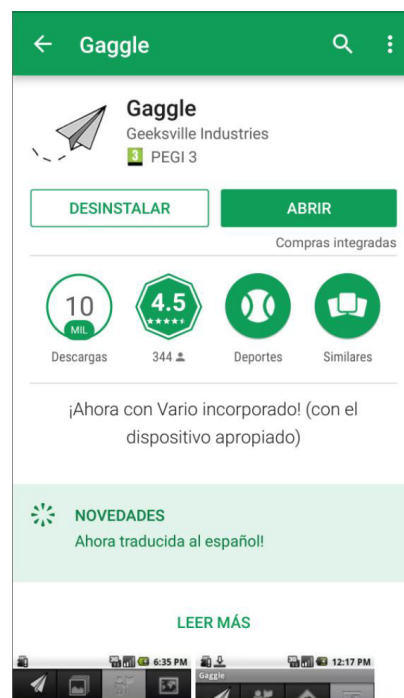 Gaggle
Gaggle
Geeksville Industries
3 PEGI 3
DESINSTALAR
ABRIR
Compras integradas
10
MIL
4.5
Descargas
344
Deportes
Similares
¡Ahora con Vario incorporado! (con el
dispositivo apropiado)
NOVEDADES
Ahora traducida al español!
LEER MÁS
6:35 PM
12:17 PM
Gaggle